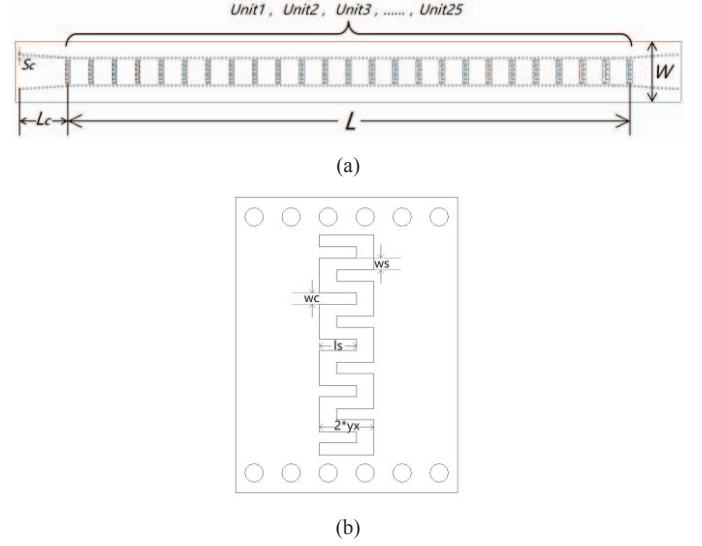 Unit1 , Unit2 , Unit3 , ...... , Unit25
Sc
W
Lc
L
(a)
ws
wc
ls
2*yx
(b)